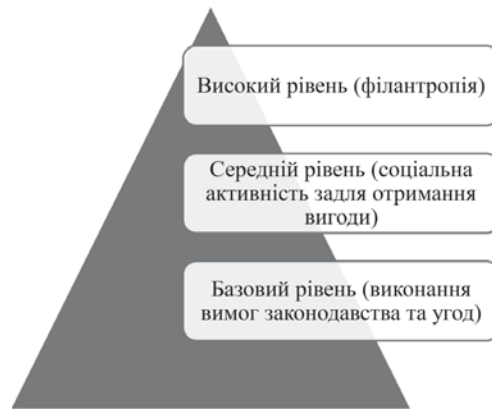 Високий рівень (філантропія)
Середній рівень (соціальна
активність задля отримання
вигоди)
Базовий рівень (виконання
вимог законодавства та угод)